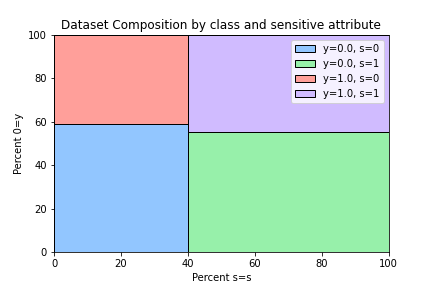 Dataset Composition by class and sensitive attribute
100
80
60
40
20
0
Percent 0=y
y=0.0, s=0
y=0.0, s=1
y=1.0, s=0
y=1.0, s=1
0 20 40 60 80 100
Percent s=s